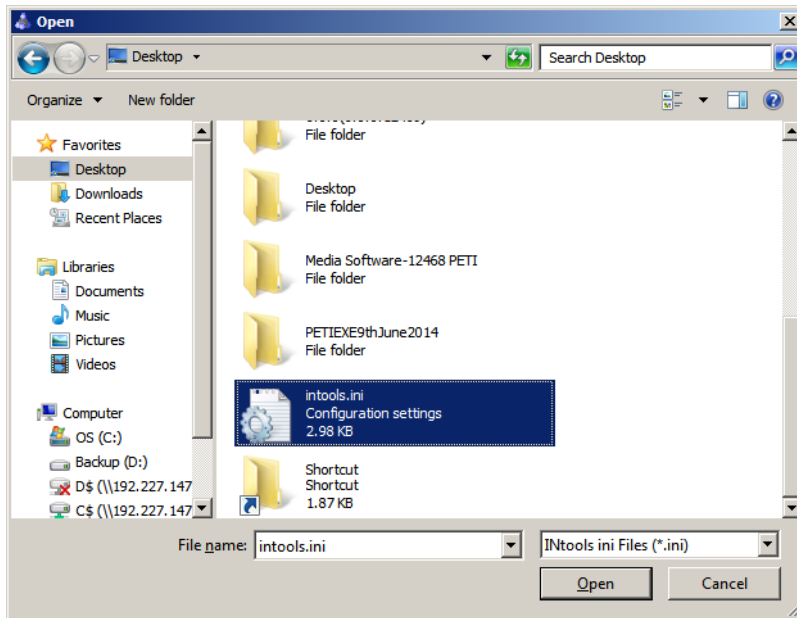 Open
Desktop
Search Desktop
Organize
New folder
Favorites
Desktop
Downloads
Recent Places
Libraries
Documents
Music
Pictures
Videos
Computer
OS (C:)
Backup (D:)
D$ (\\192.227.147
C$ (\\192.227.147
File folder
Desktop
File folder
Media Software-12468 PETI
File folder
PETIEXE9thJune2014
File folder
intools.ini
Configuration settings
2.98 KB
Shortcut
Shortcut
1.87 KB
File name:
intools.ini
INtools ini Files (*.ini)
Open
Cancel